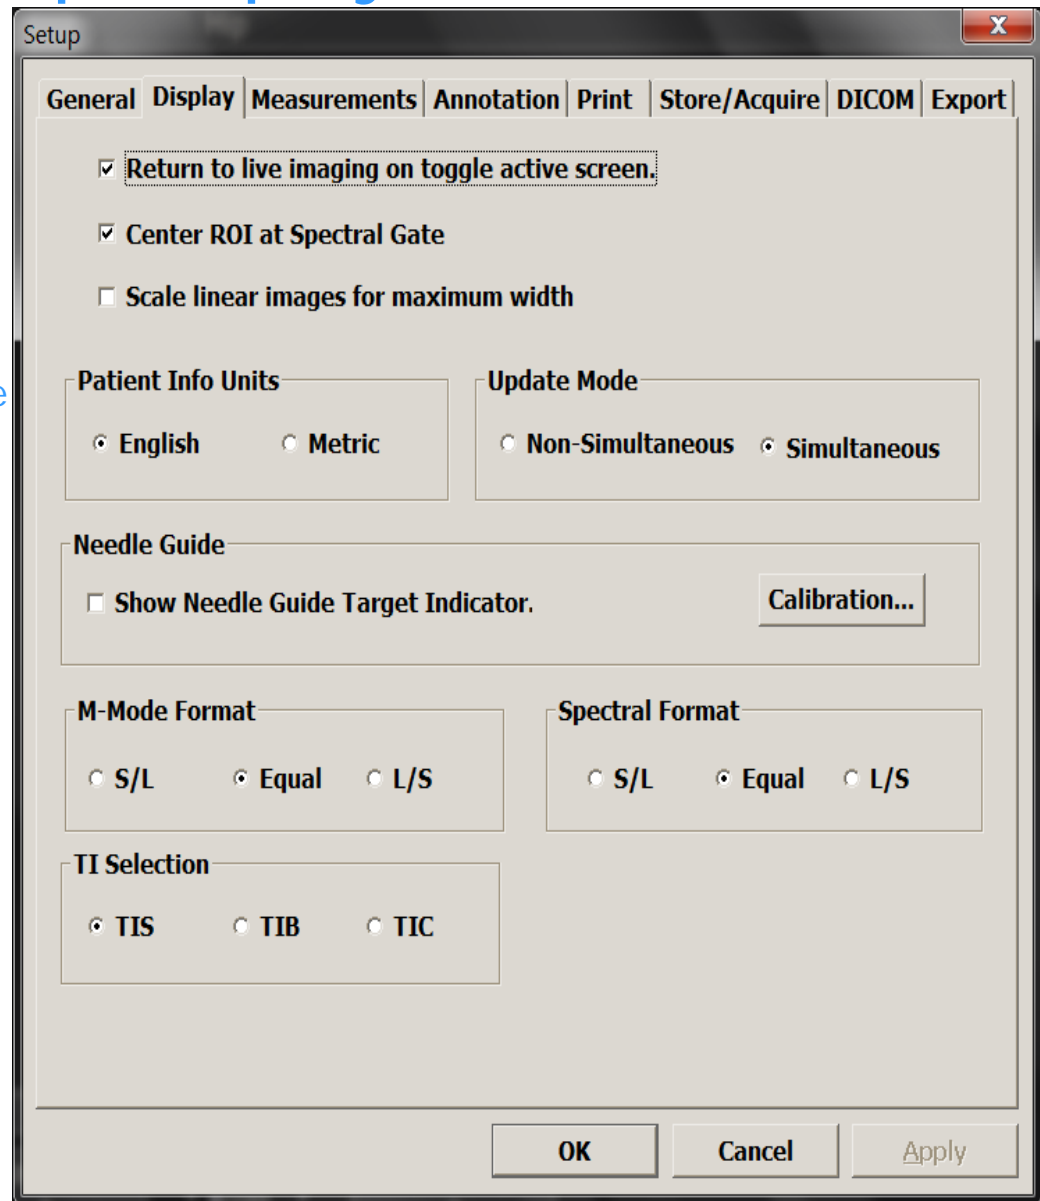 Setup
X
General Display Measurements Annotation Print Store/Acquire DICOM Export
Return to live imaging on toggle active screen.
Center ROI at Spectral Gate
Scale linear images for maximum width
Patient Info Units
English Metric
Update Mode
Non-Simultaneous Simultaneous
Needle Guide
Show Needle Guide Target Indicator.
Calibration...
M-Mode Format
S/L Equal L/S
Spectral Format
S/L Equal L/S
TI Selection
TIS TIB TIC
OK Cancel Apply